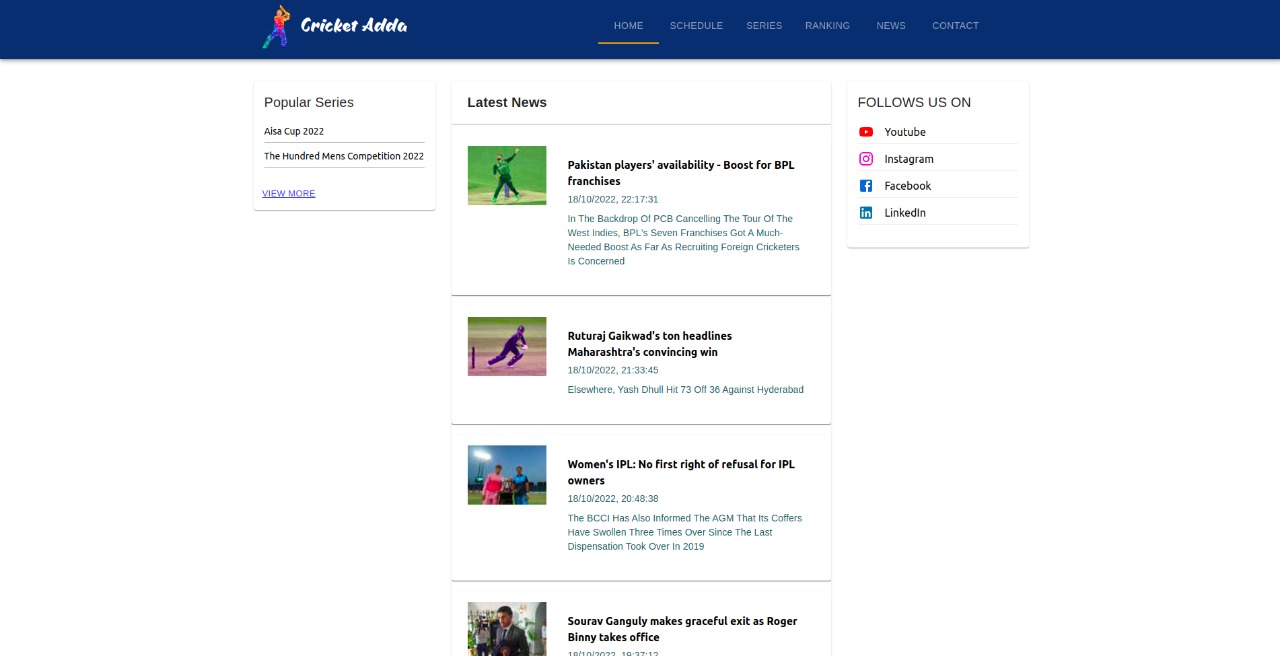 Cricket Adda
HOME
SCHEDULE
SERIES
RANKING
NEWS
CONTACT
Popular Series
Aisa Cup 2022
The Hundred Mens Competition 2022
VIEW MORE
Latest News
Pakistan players' availability - Boost for BPL
franchises
18/10/2022, 22:17:31
In The Backdrop Of PCB Cancelling The Tour Of The
West Indies, BPL's Seven Franchises Got A Much-
Needed Boost As Far As Recruiting Foreign Cricketers
Is Concerned
Ruturaj Gaikwad's ton headlines
Maharashtra's convincing win
18/10/2022, 21:33:45
Elsewhere, Yash Dhull Hit 73 Off 36 Against Hyderabad
Women's IPL: No first right of refusal for IPL
owners
18/10/2022, 20:48:38
The BCCI Has Also Informed The AGM That Its Coffers
Have Swollen Three Times Over Since The Last
Dispensation Took Over In 2019
Sourav Ganguly makes graceful exit as Roger
Binny takes office
18/10/2022, 19:37:12
FOLLOWS US ON
Youtube
Instagram
Facebook
LinkedIn